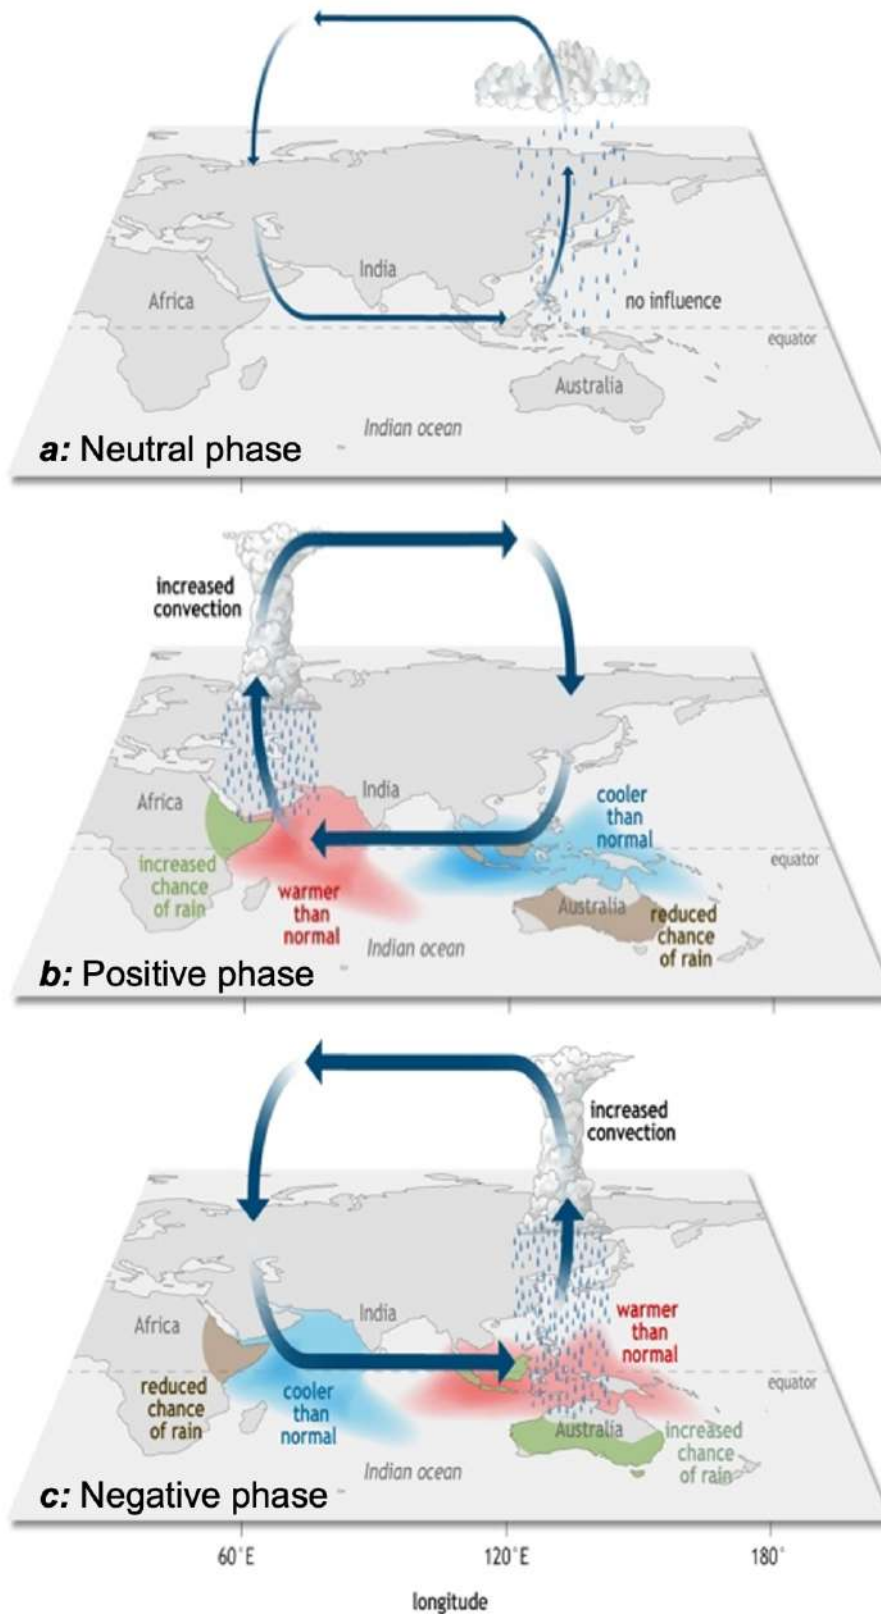 India
Africa
no influence
equator
Australia
Indian ocean
a: Neutral phase
increased
convection
India
Africa
cooler
than
normal
equator
increased
chance
of rain
warmer
than
normal
Australia
reduced
chance
of rain
Indian ocean
b: Positive phase
increased
convection
India
Africa
warmer
than
normal
equator
reduced
chance
of rain
cooler
than
normal
Australia
increased
chance
of rain
Indian ocean
c: Negative phase
60°E
120°E
180°
longitude